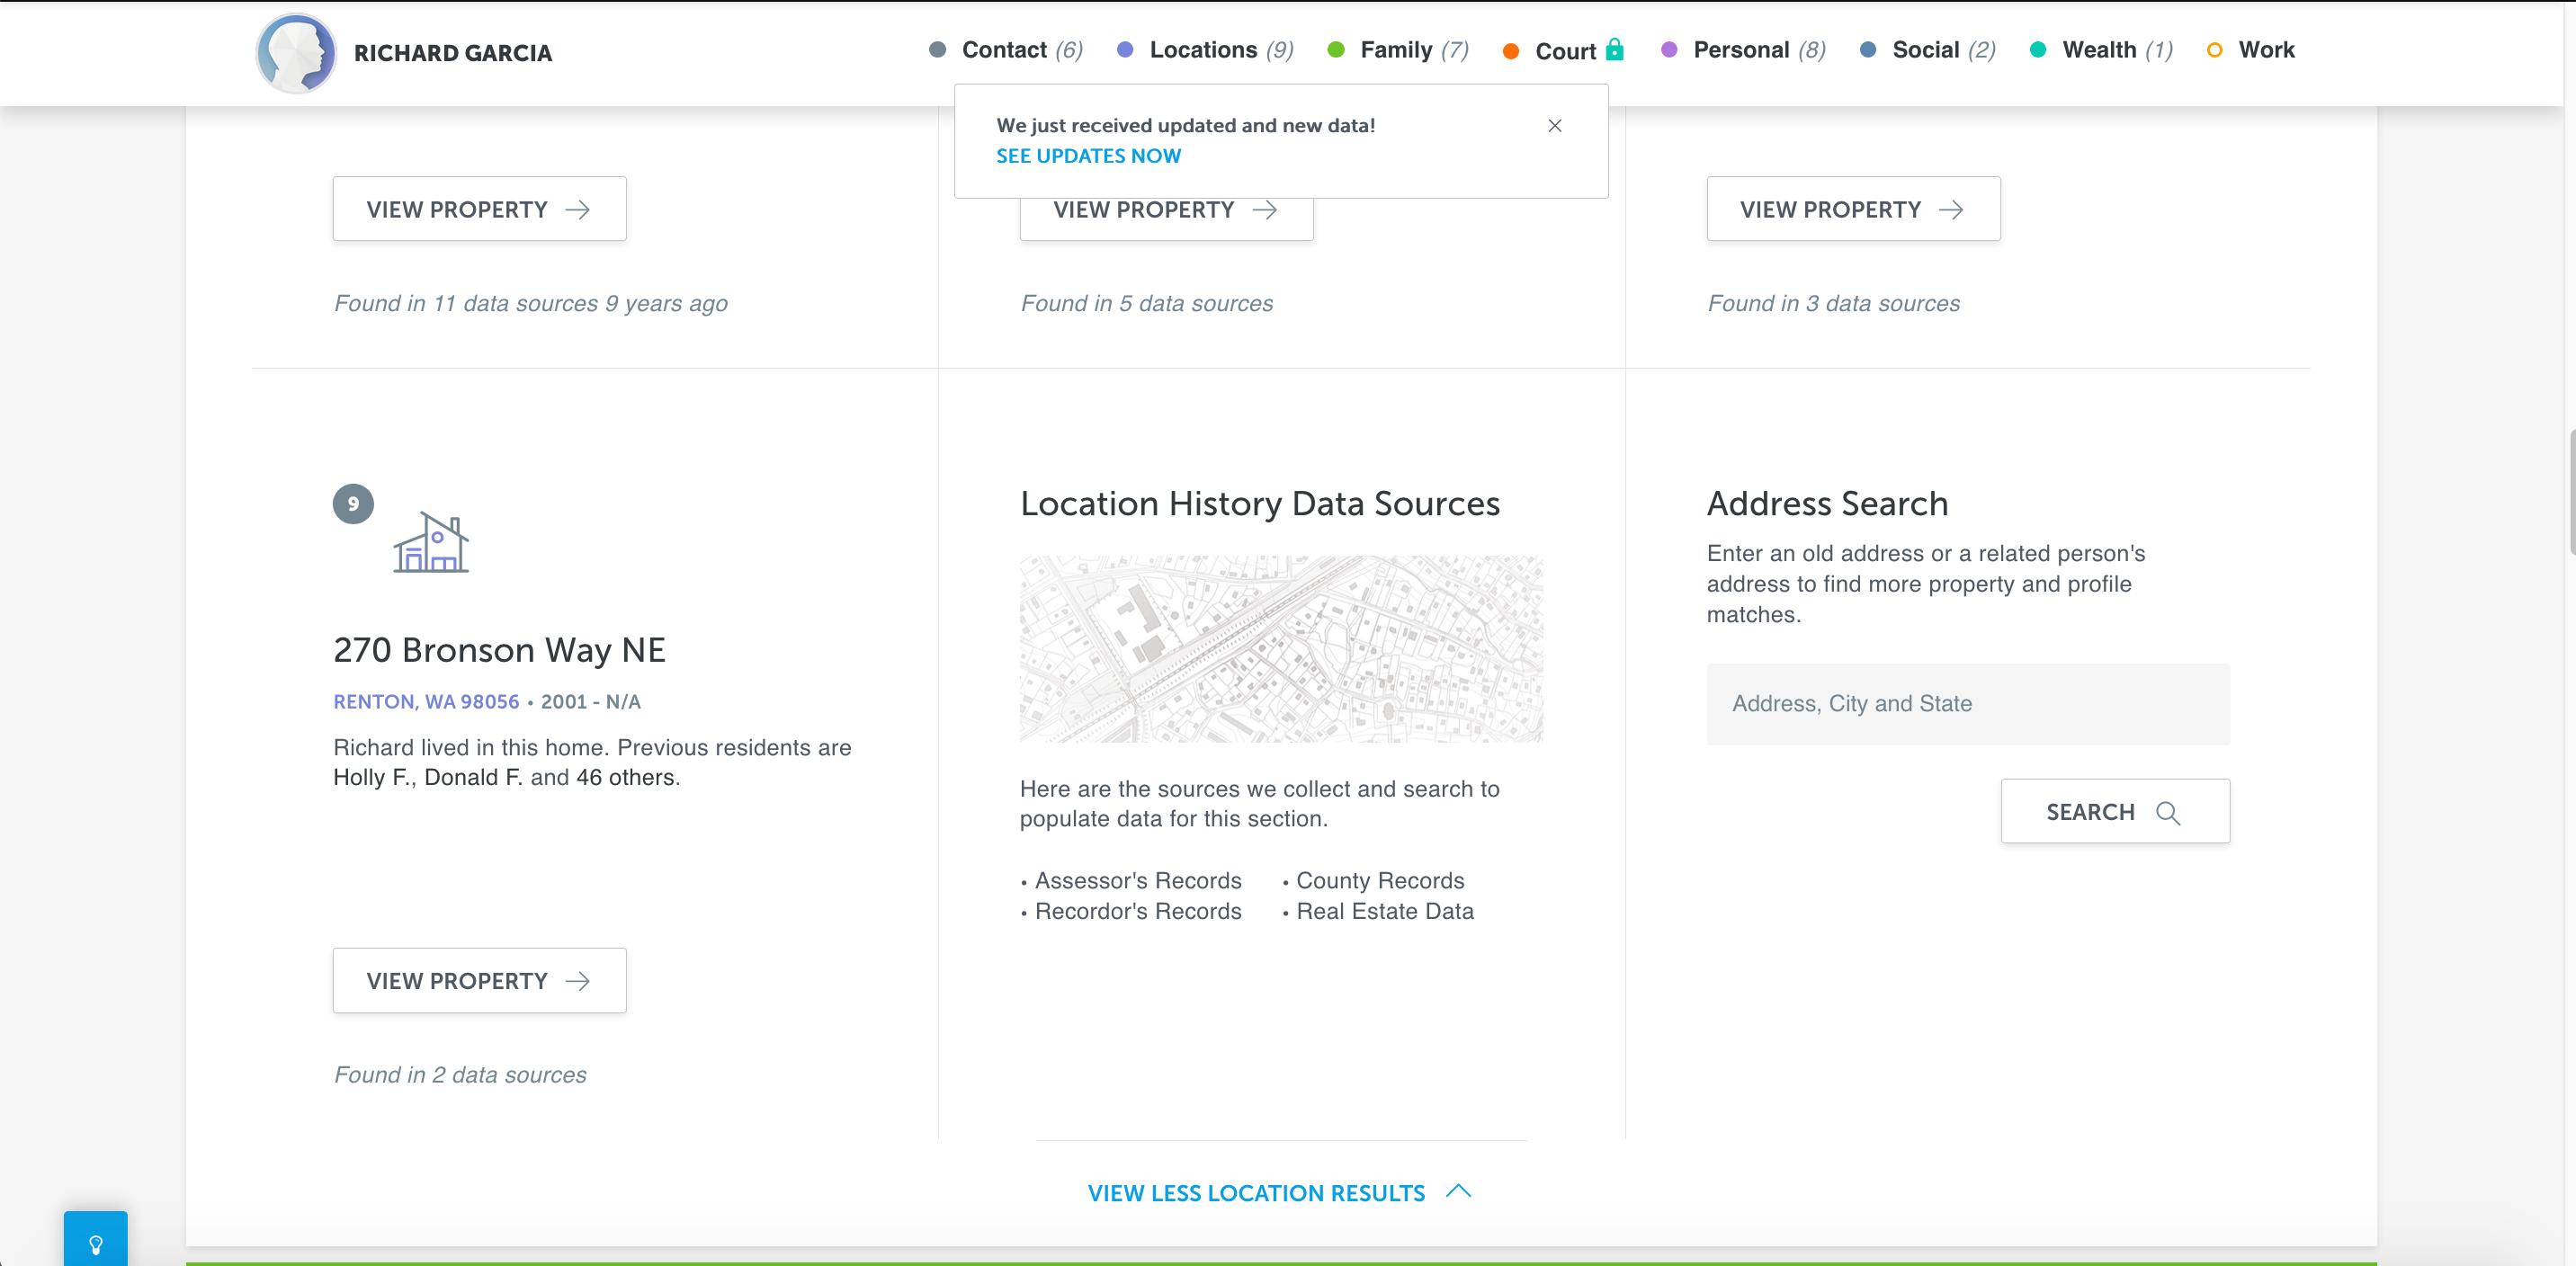 RICHARD GARCIA
Contact (6) Locations (9) Family (7) Court Personal (8) Social (2) Wealth (1) Work
We just received updated and new data!
SEE UPDATES NOW
VIEW PROPERTY
VIEW PROPERTY
VIEW PROPERTY
Found in 11 data sources 9 years ago
Found in 5 data sources
Found in 3 data sources
9
270 Bronson Way NE
RENTON, WA 98056 • 2001 - N/A
Richard lived in this home. Previous residents are
Holly F., Donald F. and 46 others.
VIEW PROPERTY
Found in 2 data sources
Location History Data Sources
Here are the sources we collect and search to
populate data for this section.
• Assessor's Records
• Recordor's Records
• County Records
• Real Estate Data
Address Search
Enter an old address or a related person's
address to find more property and profile
matches.
Address, City and State
SEARCH
VIEW LESS LOCATION RESULTS